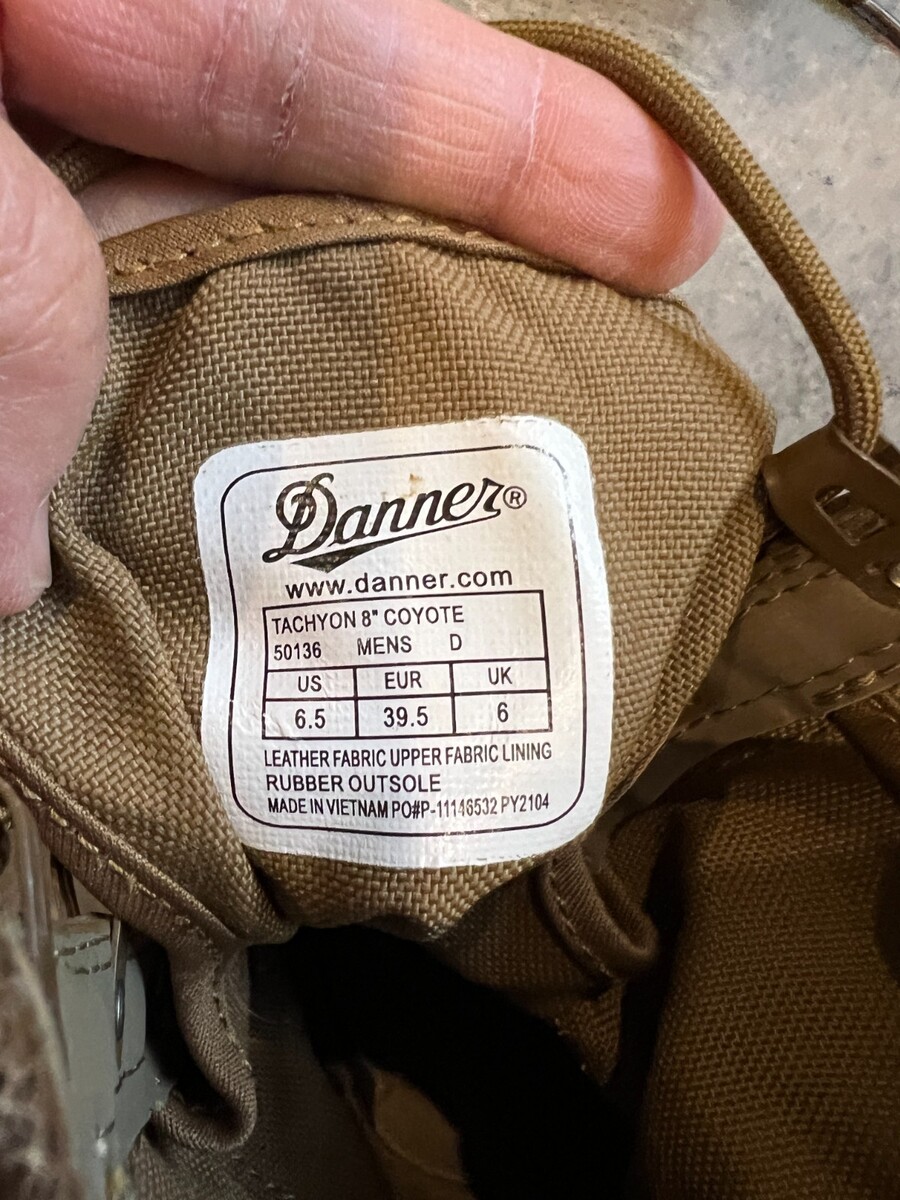 Danner®
www.danner.com
TACHYON 8" COYOTE
50136 MENS D
US EUR UK
6.5 39.5 6
LEATHER FABRIC UPPER FABRIC LINING
RUBBER OUTSOLE
MADE IN VIETNAM PO#P-11146532 PY2104